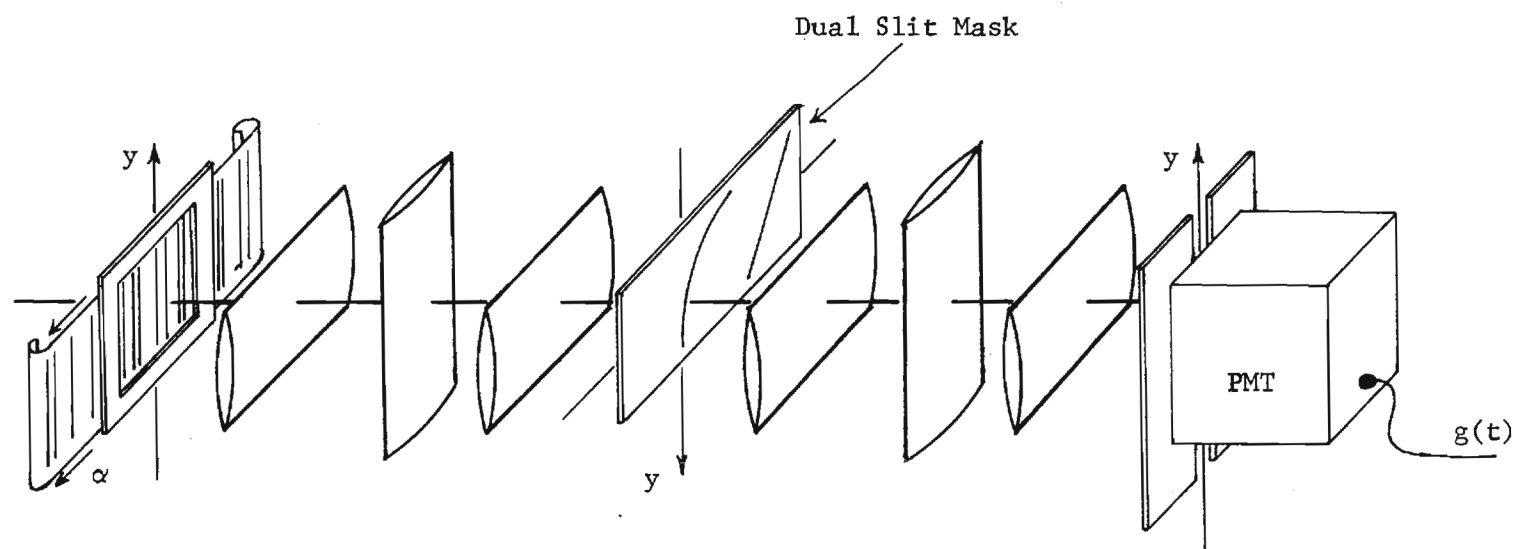 Dual Slit Mask
y
y
y
α
PMT
g(t)